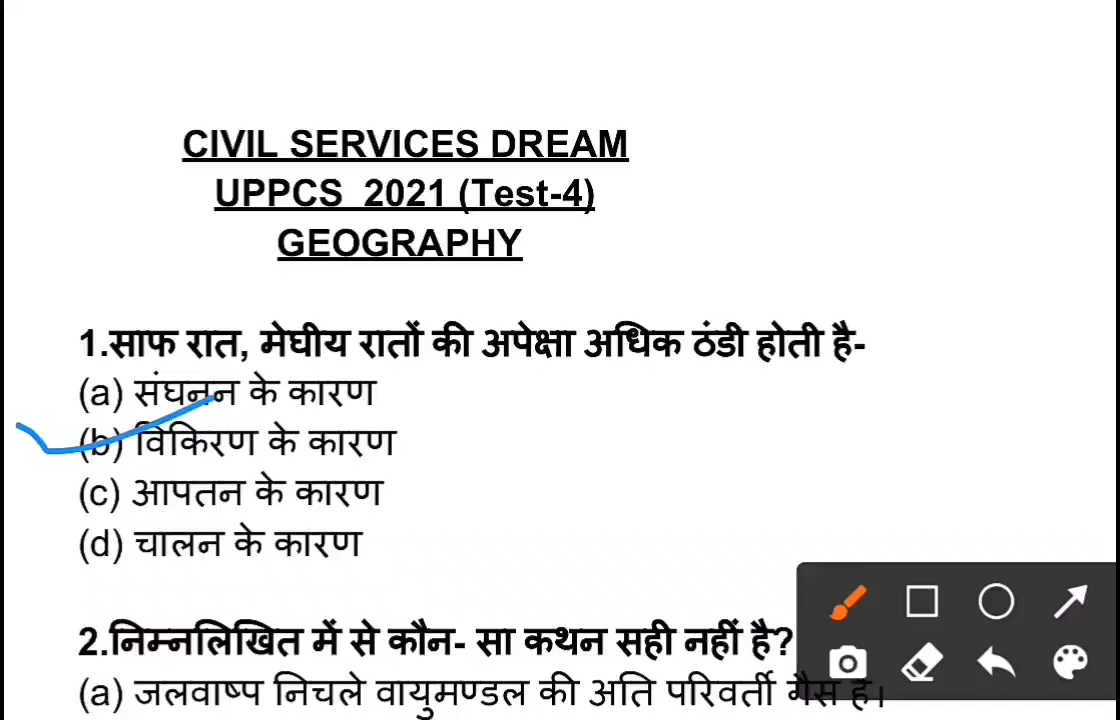 CIVIL SERVICES DREAM
UPPCS 2021 (Test-4)
GEOGRAPHY
1.साफ रात, मेघीय रातों की अपेक्षा अधिक ठंडी होती है-
(a) संघनन के कारण
(b) विकिरण के कारण
(c) आपतन के कारण
(d) चालन के कारण
2.निम्नलिखित में से कौन- सा कथन सही नहीं है?
(a) जलवाष्प निचले वायुमण्डल की अति परिवर्ती गैस है।